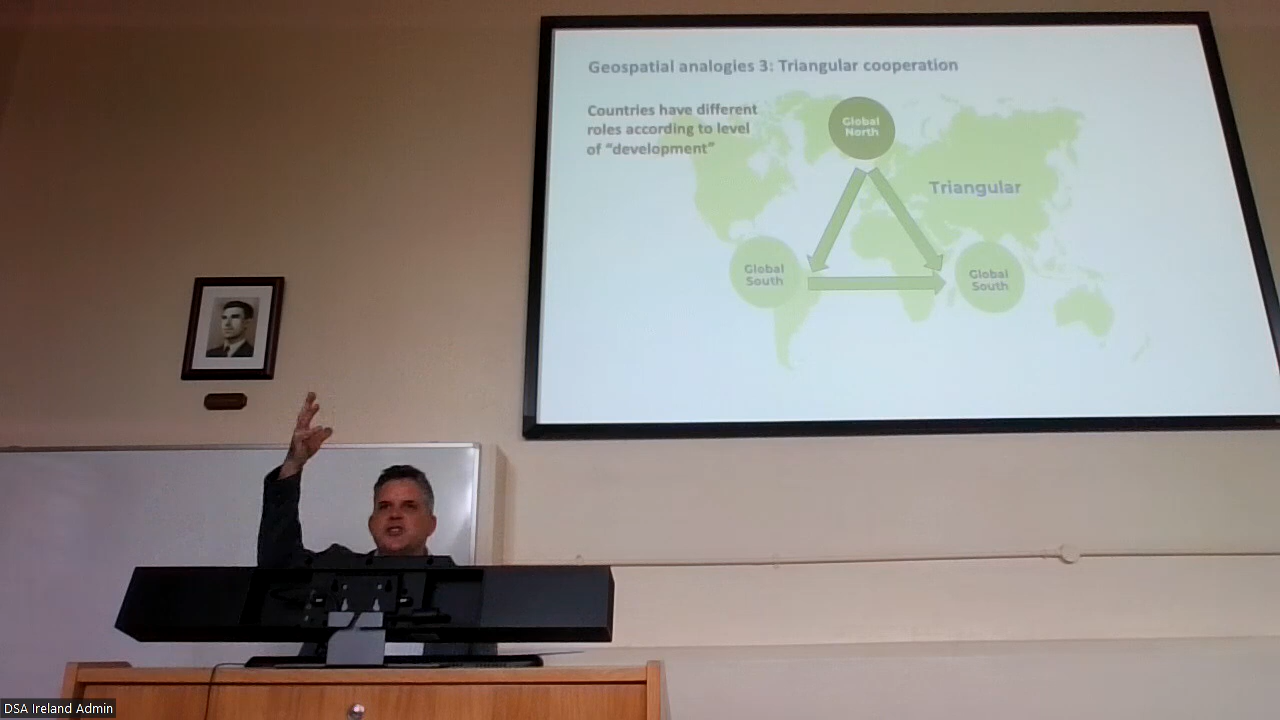 Geospatial analogies 3: Triangular cooperation
Countries have different
roles according to level
of “development”
Global
North
Triangular
Global
South
Global
South
DSA Ireland Admin